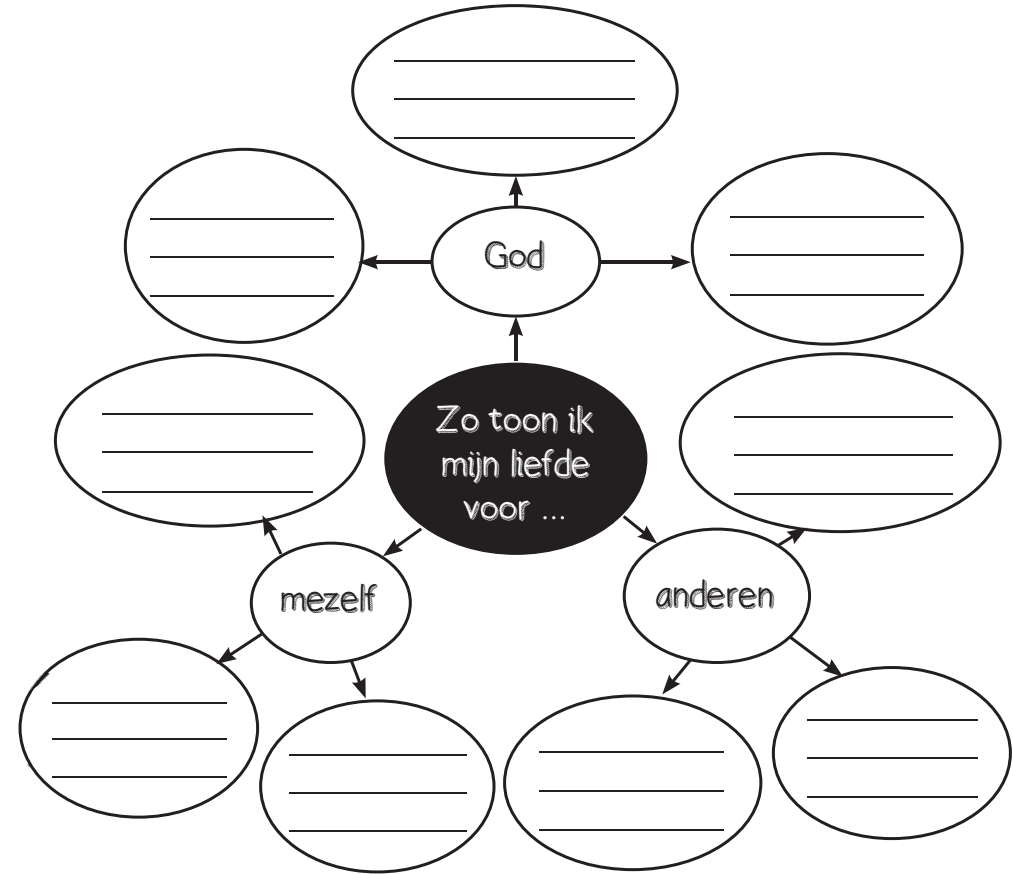 God
Zo toon ik
mijn liefde
voor ...
mezelf
anderen